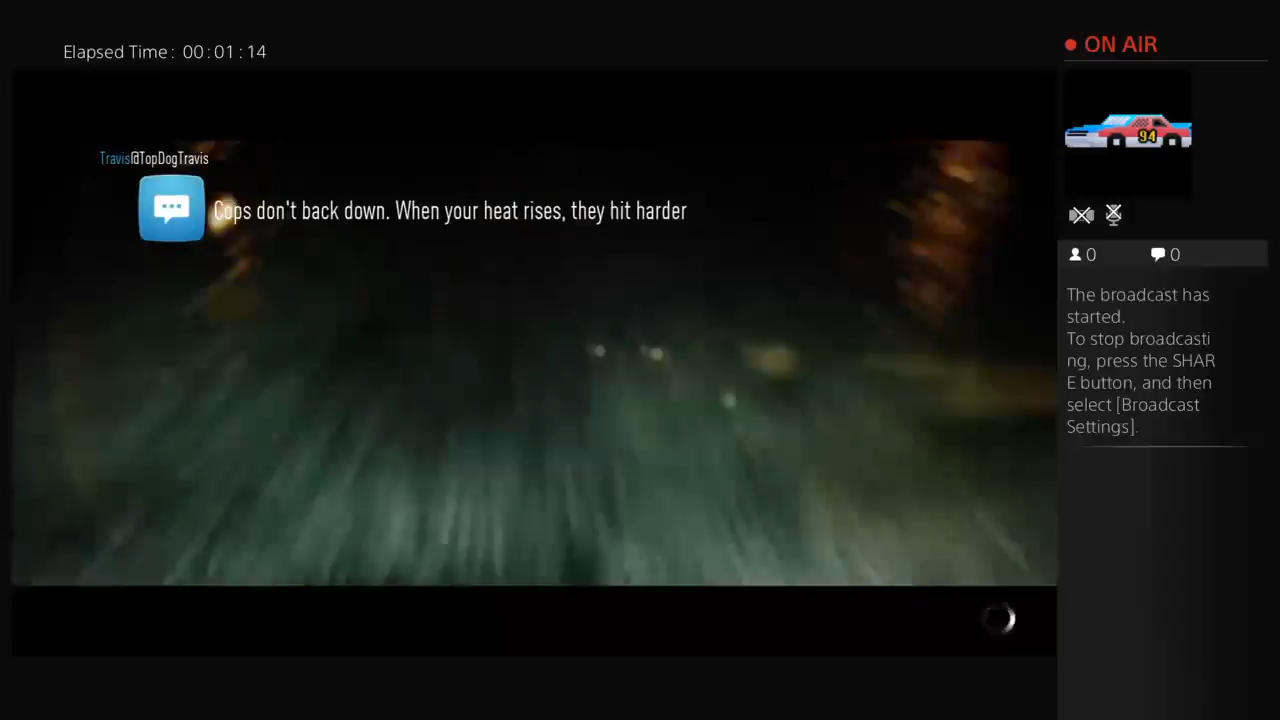 Elapsed Time: 00:01:14
ON AIR
94
Travis@TopDogTravis
Cops don't back down. When your heat rises, they hit harder
0 0
The broadcast has
started.
To stop broadcasti
ng, press the SHAR
E button, and then
select [Broadcast
Settings].